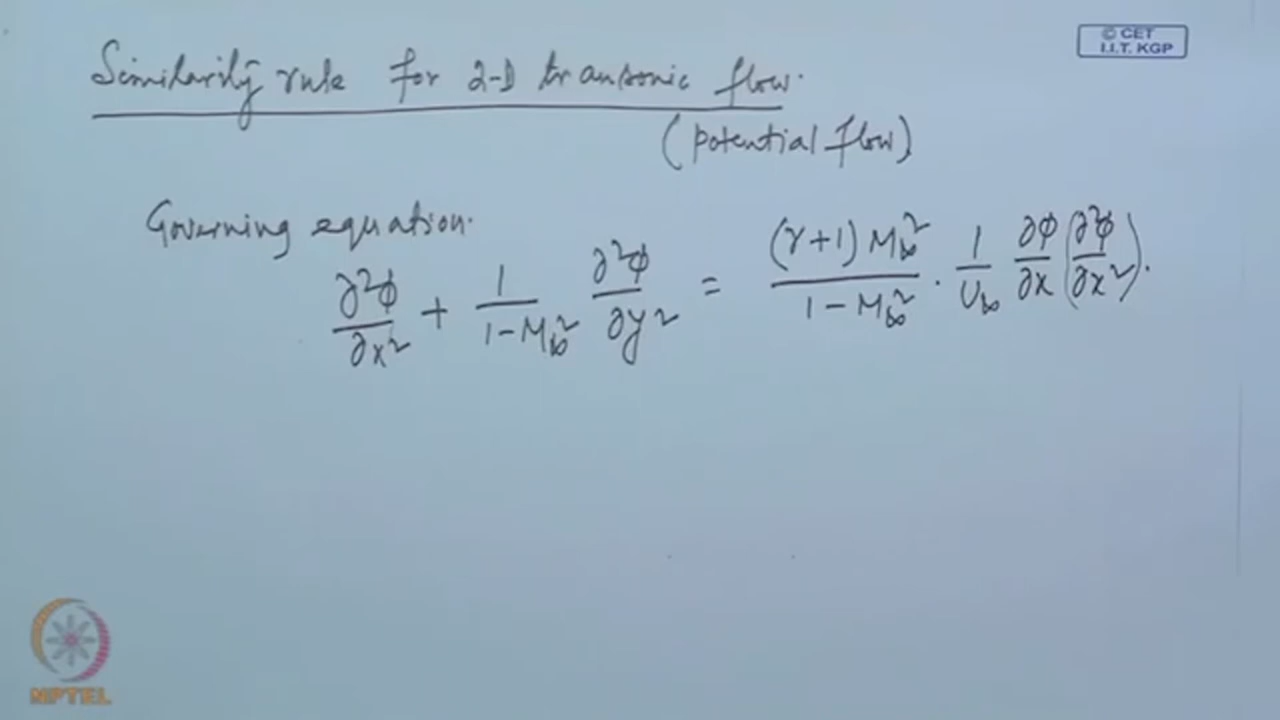 © CET
I.I.T. KGP
Similarity rule for 2-D transonic flow.
(potential flow)
Governing equation.
∂²φ/∂x² + 1/(1-M∞²) ∂²φ/∂y² = (γ+1) M∞²/(1-M∞²) · 1/U∞ ∂φ/∂x (∂²φ/∂x²).
NPTEL